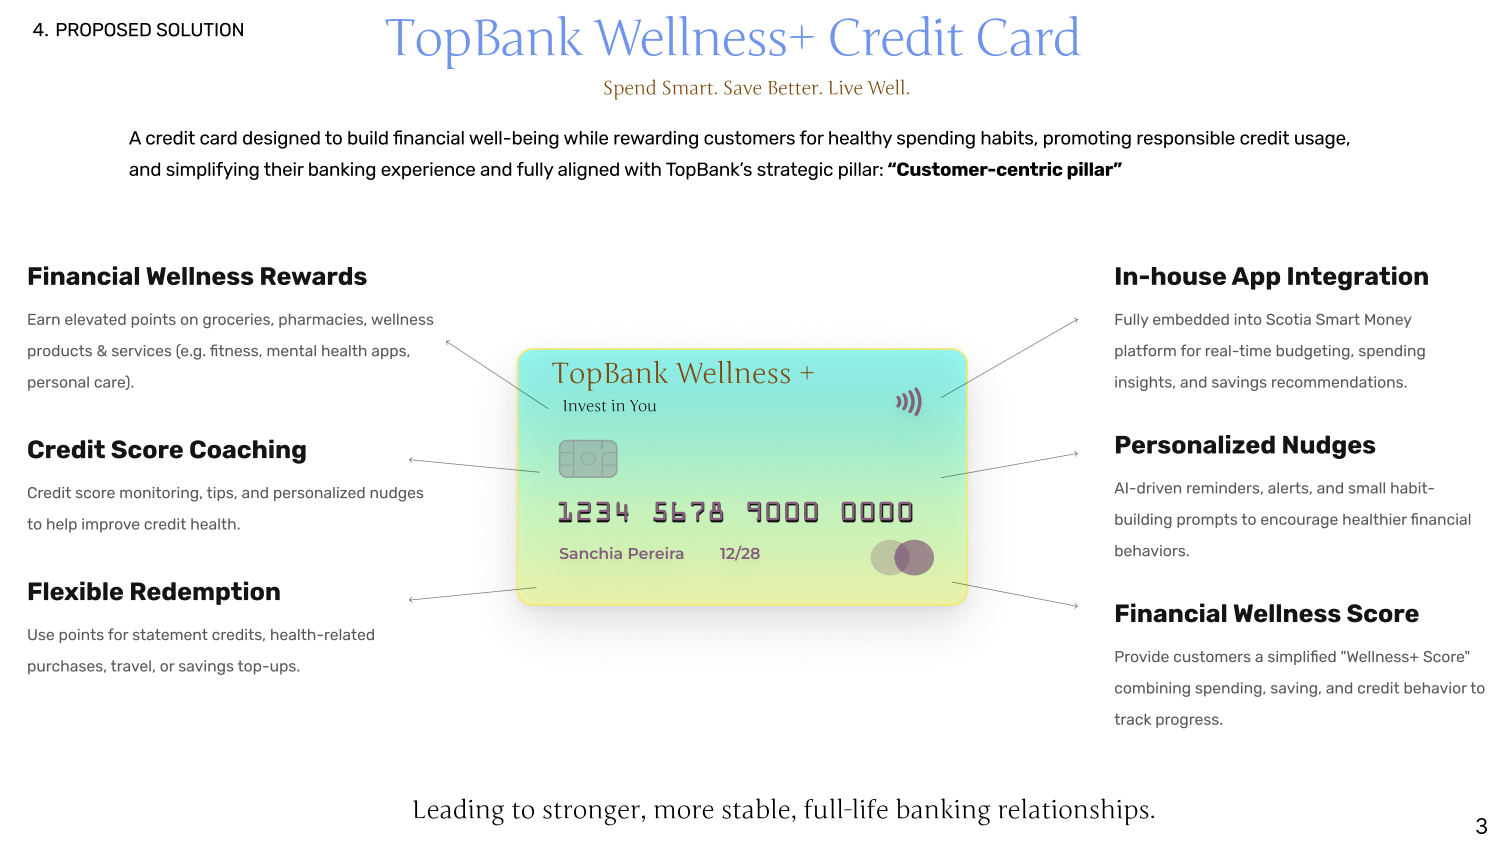 4. PROPOSED SOLUTION
TopBank Wellness+ Credit Card
Spend Smart. Save Better. Live Well.
A credit card designed to build financial well-being while rewarding customers for healthy spending habits, promoting responsible credit usage,
and simplifying their banking experience and fully aligned with TopBank’s strategic pillar: “Customer-centric pillar”
Financial Wellness Rewards
Earn elevated points on groceries, pharmacies, wellness
products & services (e.g. fitness, mental health apps,
personal care).
Credit Score Coaching
Credit score monitoring, tips, and personalized nudges
to help improve credit health.
Flexible Redemption
Use points for statement credits, health-related
purchases, travel, or savings top-ups.
TopBank Wellness +
Invest in You
1234 5678 9000 0000
Sanchia Pereira 12/28
In-house App Integration
Fully embedded into Scotia Smart Money
platform for real-time budgeting, spending
insights, and savings recommendations.
Personalized Nudges
AI-driven reminders, alerts, and small habit-
building prompts to encourage healthier financial
behaviors.
Financial Wellness Score
Provide customers a simplified "Wellness+ Score"
combining spending, saving, and credit behavior to
track progress.
Leading to stronger, more stable, full-life banking relationships.
3